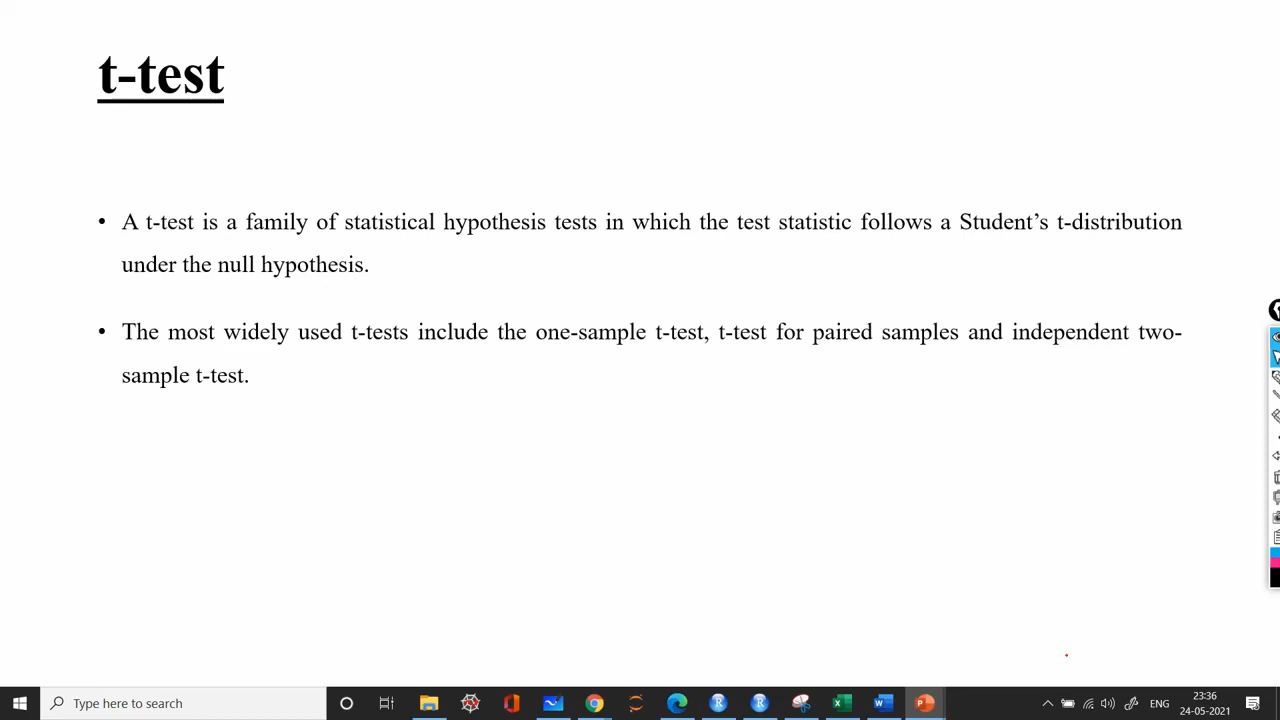 t-test
• A t-test is a family of statistical hypothesis tests in which the test statistic follows a Student’s t-distribution
under the null hypothesis.
• The most widely used t-tests include the one-sample t-test, t-test for paired samples and independent two-
sample t-test.
Type here to search
ENG
23:36
24-05-2021